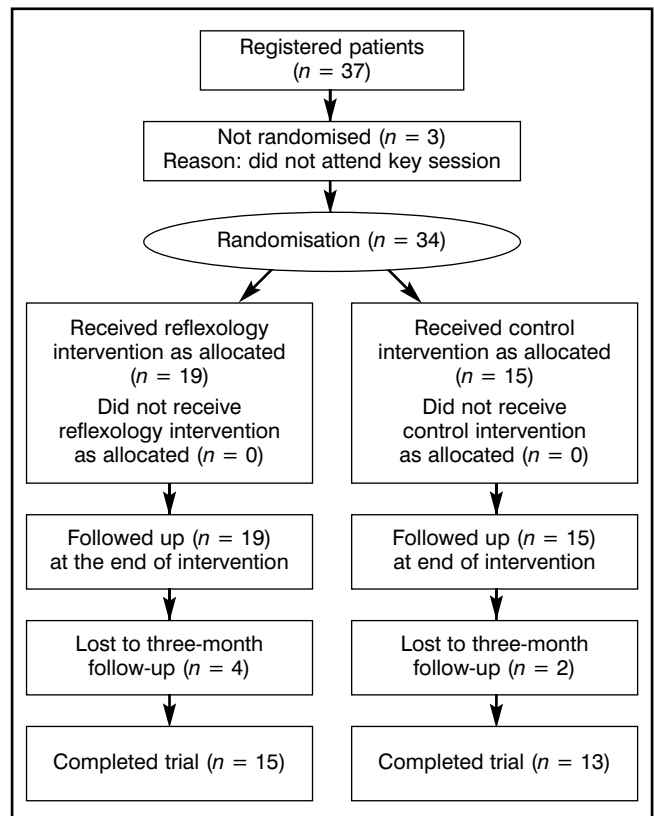 Registered patients
(n = 37)
Not randomised (n = 3)
Reason: did not attend key session
Randomisation (n = 34)
Received reflexology
intervention as allocated
(n = 19)
Did not receive
reflexology intervention
as allocated (n = 0)
Received control
intervention as allocated
(n = 15)
Did not receive
control intervention
as allocated (n = 0)
Followed up (n = 19)
at the end of intervention
Followed up (n = 15)
at end of intervention
Lost to three-month
follow-up (n = 4)
Lost to three-month
follow-up (n = 2)
Completed trial (n = 15)
Completed trial (n = 13)